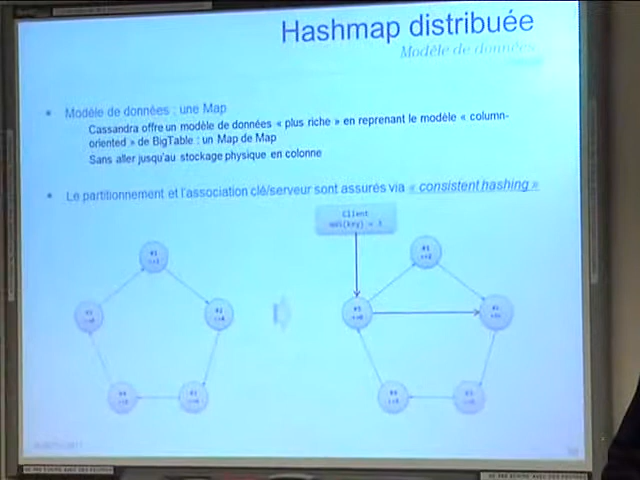 Hashmap distribuée
Modèle de données
Modèle de données : une Map
Cassandra offre un modèle de données « plus riche » en reprenant le modèle « column-
oriented » de BigTable : un Map de Map
Sans aller jusqu'au stockage physique en colonne
Le partitionnement et l'association clé/serveur sont assurés via « consistent hashing »
Client